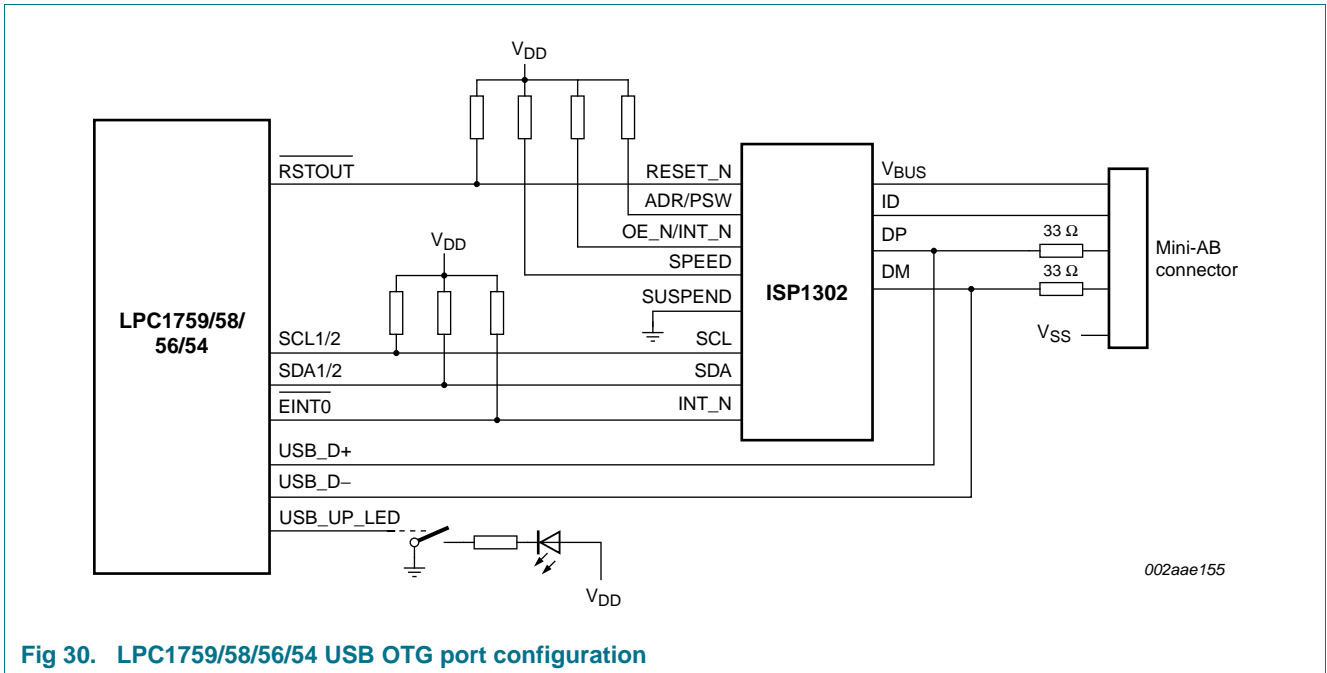 VDD
RSTOUT
RESET_N
ADR/PSW
OE_N/INT_N
SPEED
SUSPEND
VDD
LPC1759/58/
56/54
SCL1/2
SCL
SDA1/2
SDA
EINT0
INT_N
USB_D+
USB_D−
USB_UP_LED
VDD
ISP1302
VBUS
ID
DP
33 Ω
DM
33 Ω
VSS
Mini-AB
connector
002aae155
Fig 30. LPC1759/58/56/54 USB OTG port configuration